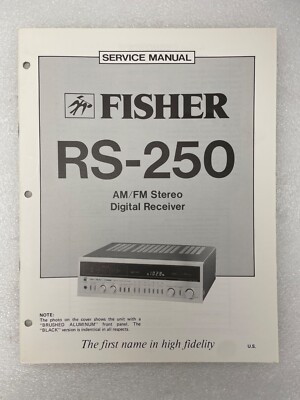 SERVICE MANUAL
FISHER
RS-250
AM/FM Stereo
Digital Receiver
NOTE:
The photo on the cover shows the unit with a
"BRUSHED ALUMINUM" front panel. The
"BLACK" version is indentical in all respects.
The first name in high fidelity
U.S.